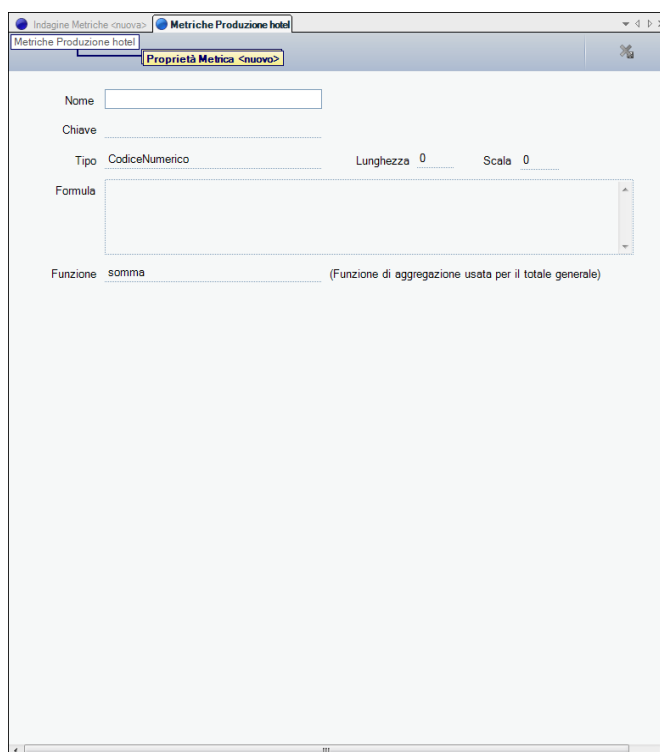 Indagine Metriche <nuova> Metriche Produzione hotel
Metriche Produzione hotel
Proprietà Metrica <nuovo>
Nome
Chiave
Tipo CodiceNumerico Lunghezza 0 Scala 0
Formula
Funzione somma (Funzione di aggregazione usata per il totale generale)